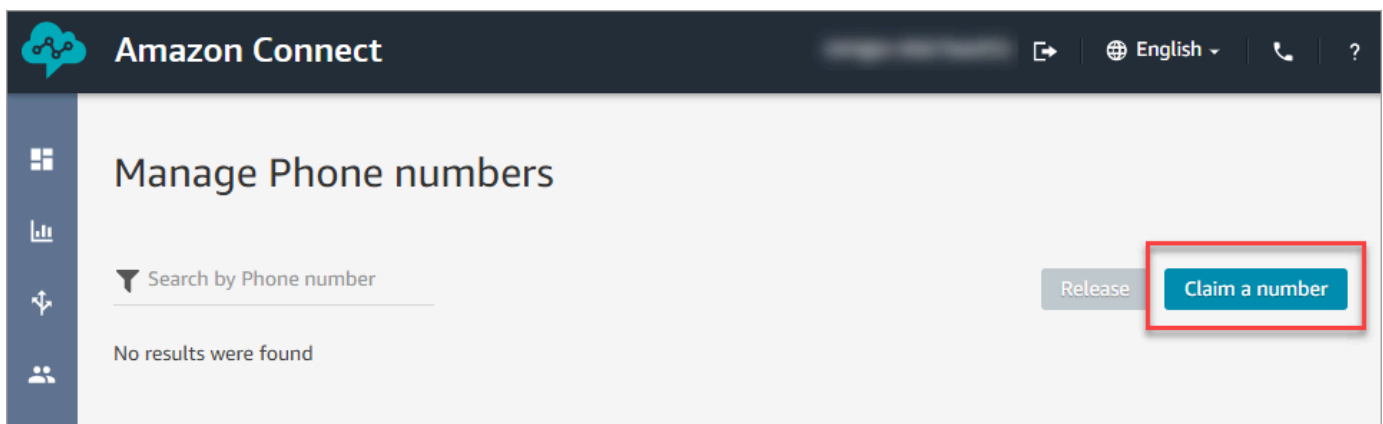 Amazon Connect
English
?
Manage Phone numbers
Search by Phone number
Release
Claim a number
No results were found